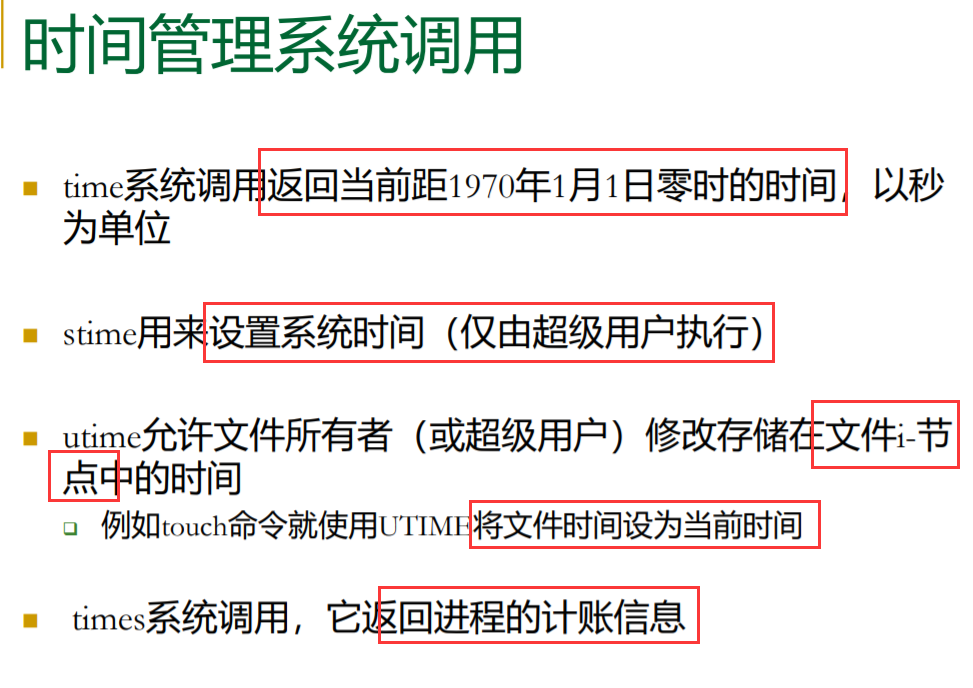 时间管理系统调用
time系统调用返回当前距1970年1月1日零时的时间，以秒
为单位
stime用来设置系统时间（仅由超级用户执行）
utime允许文件所有者（或超级用户）修改存储在文件i-节
点中的时间
例如touch命令就使用UTIME将文件时间设为当前时间
times系统调用，它返回进程的计账信息